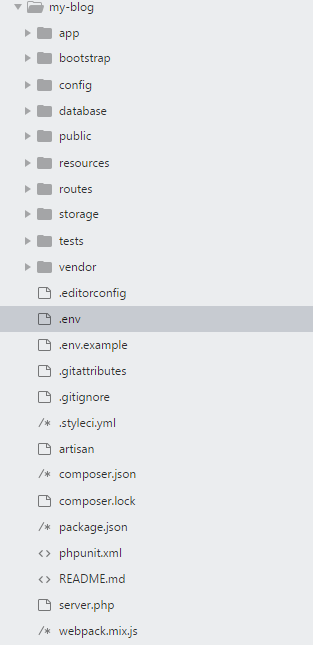 my-blog
app
bootstrap
config
database
public
resources
routes
storage
tests
vendor
.editorconfig
.env
.env.example
.gitattributes
.gitignore
/* .styleci.yml
artisan
/* composer.json
composer.lock
/* package.json
<> phpunit.xml
<> README.md
server.php
/* webpack.mix.js